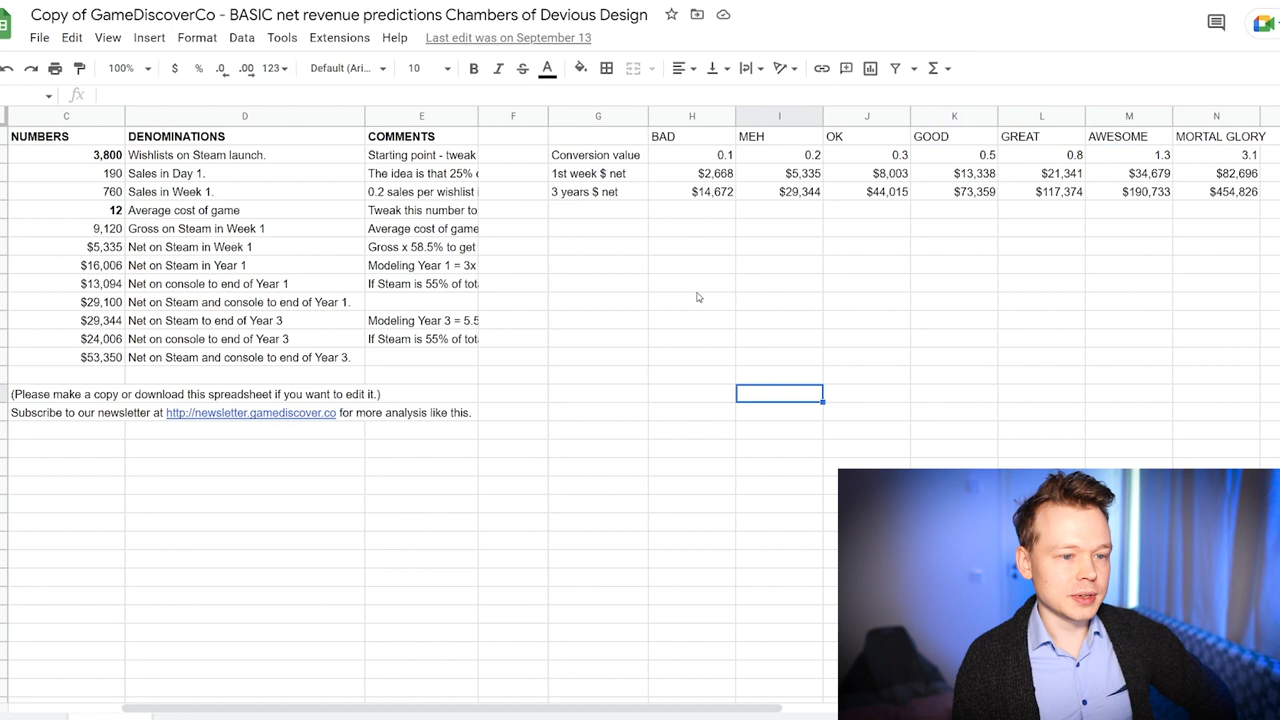 Copy of GameDiscoverCo - BASIC net revenue predictions Chambers of Devious Design
File Edit View Insert Format Data Tools Extensions Help Last edit was on September 13
100% $ % .0 .00 123 Default (Ari... 10 B I S A
fx
C D E F G H I J K L M N
NUMBERS DENOMINATIONS COMMENTS BAD MEH OK GOOD GREAT AWESOME MORTAL GLORY
3,800 Wishlists on Steam launch. Starting point - tweak Conversion value 0.1 0.2 0.3 0.5 0.8 1.3 3.1
190 Sales in Day 1. The idea is that 25% 1st week $ net $2,668 $5,335 $8,003 $13,338 $21,341 $34,679 $82,696
760 Sales in Week 1. 0.2 sales per wishlist 3 years $ net $14,672 $29,344 $44,015 $73,359 $117,374 $190,733 $454,826
12 Average cost of game Tweak this number to
9,120 Gross on Steam in Week 1 Average cost of game
$5,335 Net on Steam in Week 1 Gross x 58.5% to get
$16,006 Net on Steam in Year 1 Modeling Year 1 = 3x
$13,094 Net on console to end of Year 1 If Steam is 55% of tot
$29,100 Net on Steam and console to end of Year 1.
$29,344 Net on Steam to end of Year 3 Modeling Year 3 = 5.5
$24,006 Net on console to end of Year 3 If Steam is 55% of tot
$53,350 Net on Steam and console to end of Year 3.
(Please make a copy or download this spreadsheet if you want to edit it.)
Subscribe to our newsletter at http://newsletter.gamediscover.co for more analysis like this.